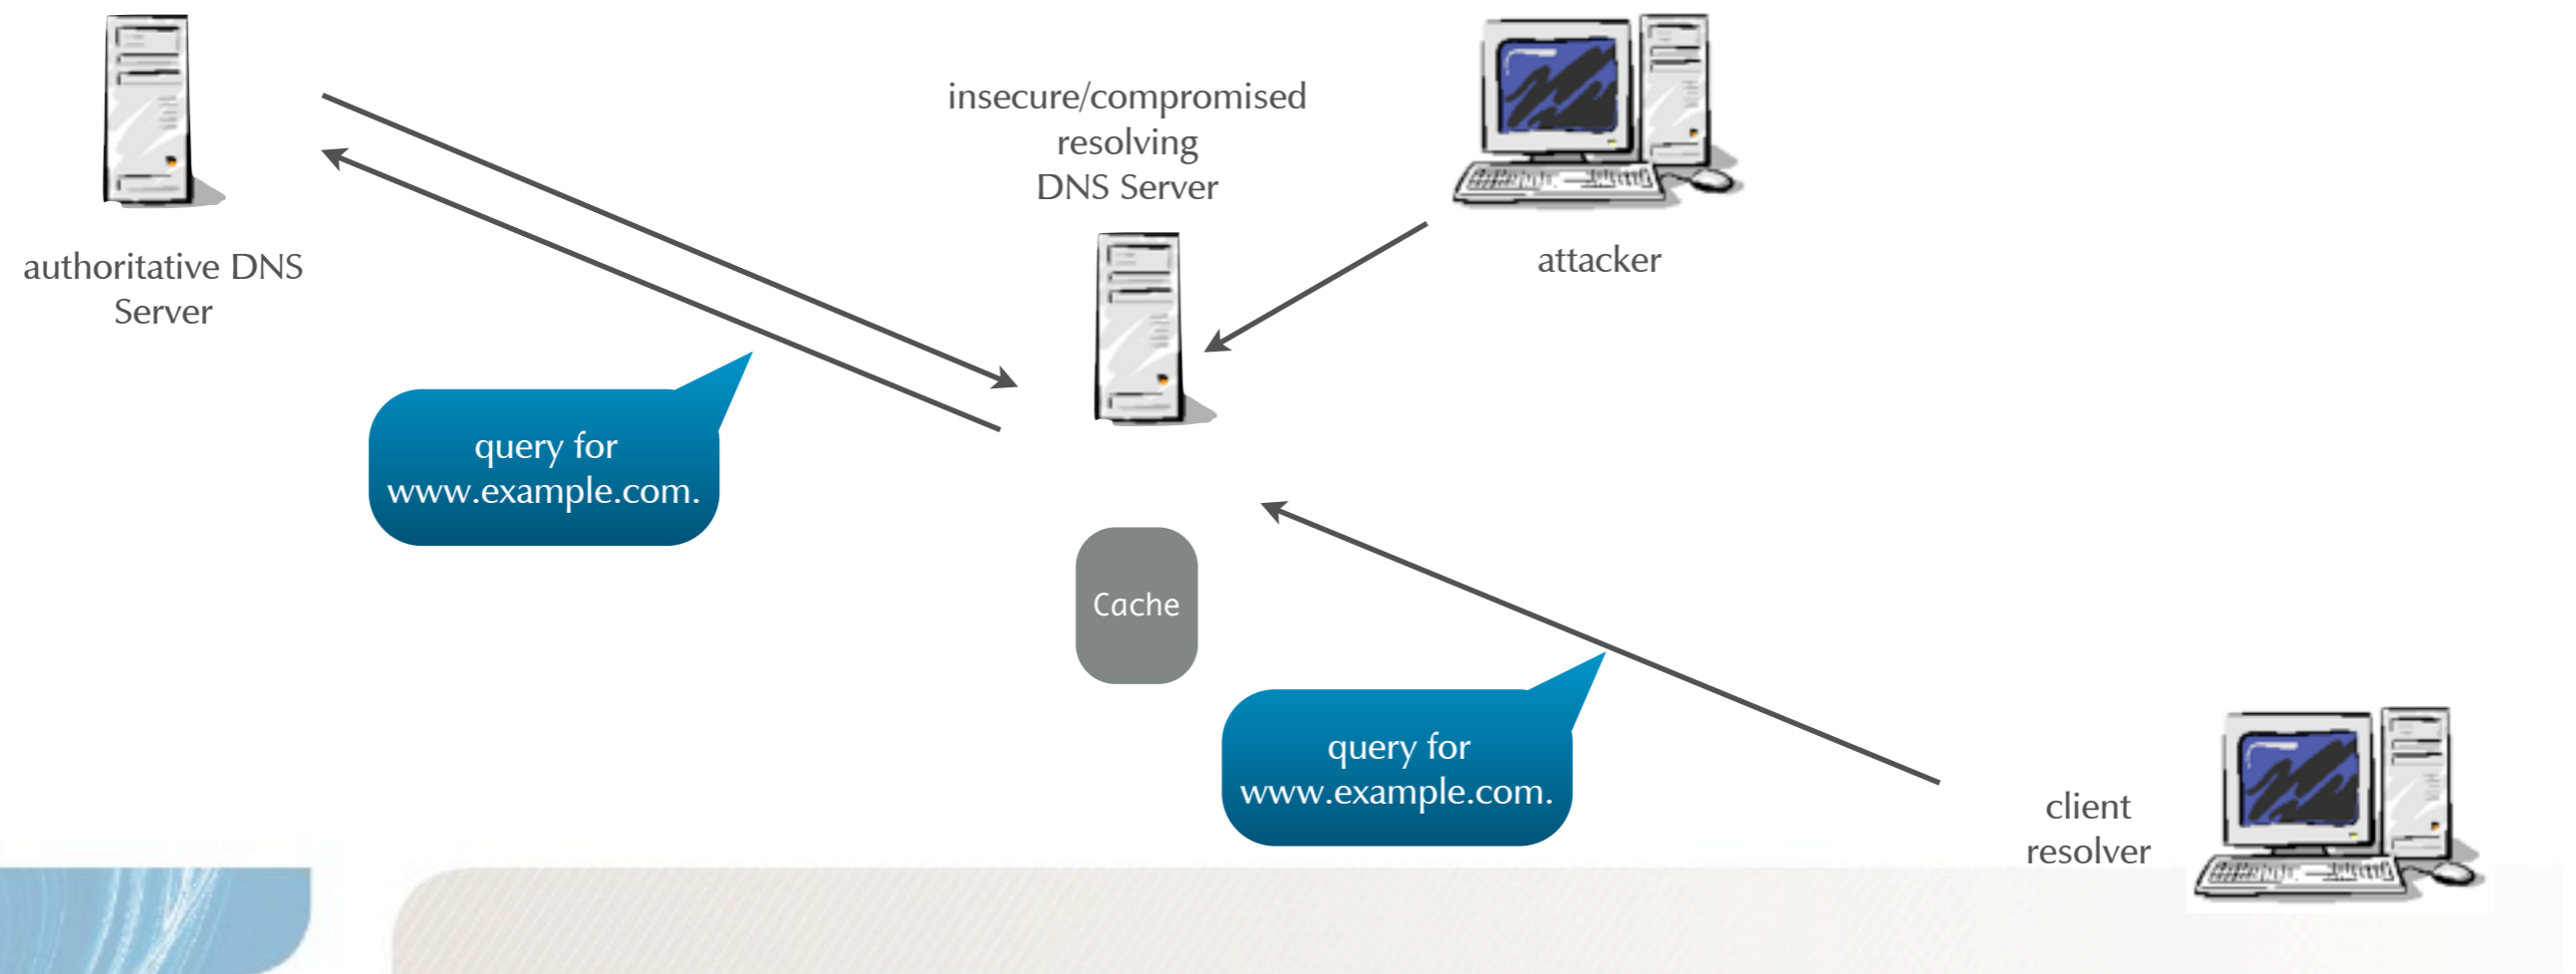 insecure/compromised
resolving
DNS Server
attacker
authoritative DNS
Server
query for
www.example.com.
Cache
query for
www.example.com.
client
resolver